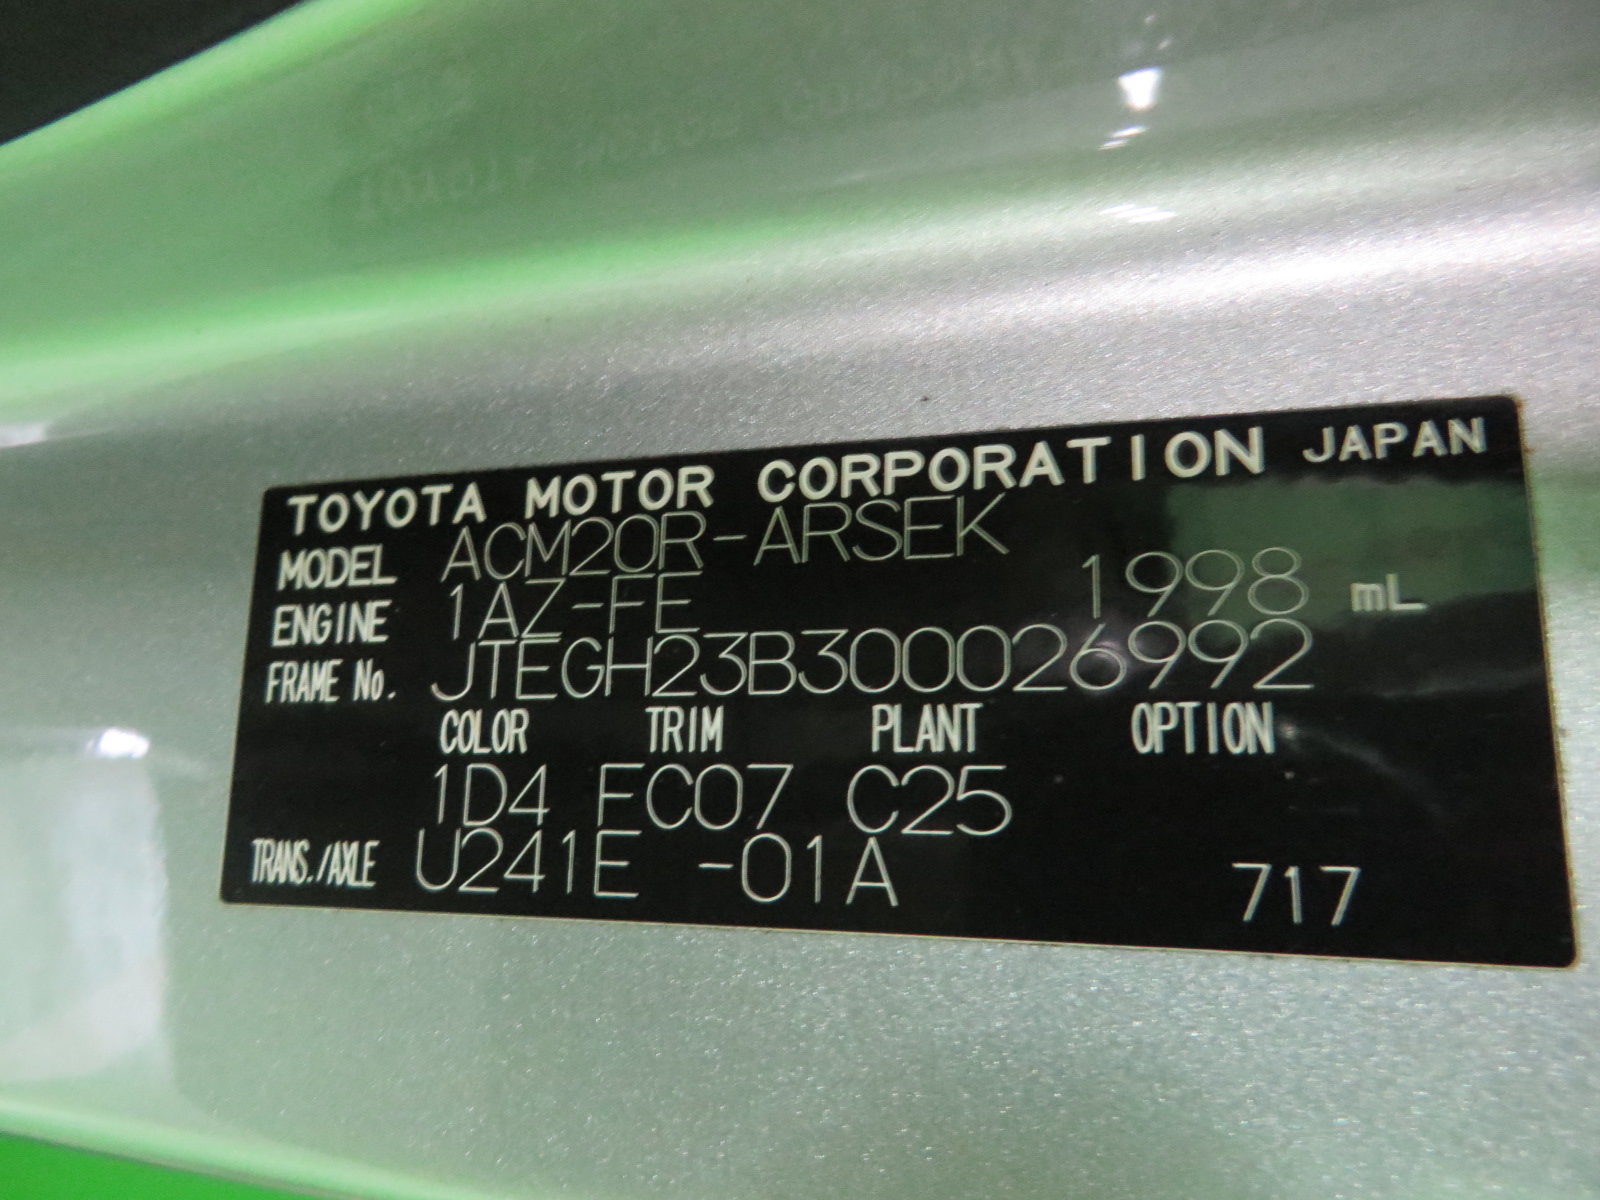 TOYOTA MOTOR CORPORATION JAPAN
MODEL ACM20R-ARSEK
ENGINE 1AZ-FE 1998 mL
FRAME No. JTEGH23B300026992
COLOR TRIM PLANT OPTION
1D4 FC07 C25
TRANS./AXLE U241E -01A 717